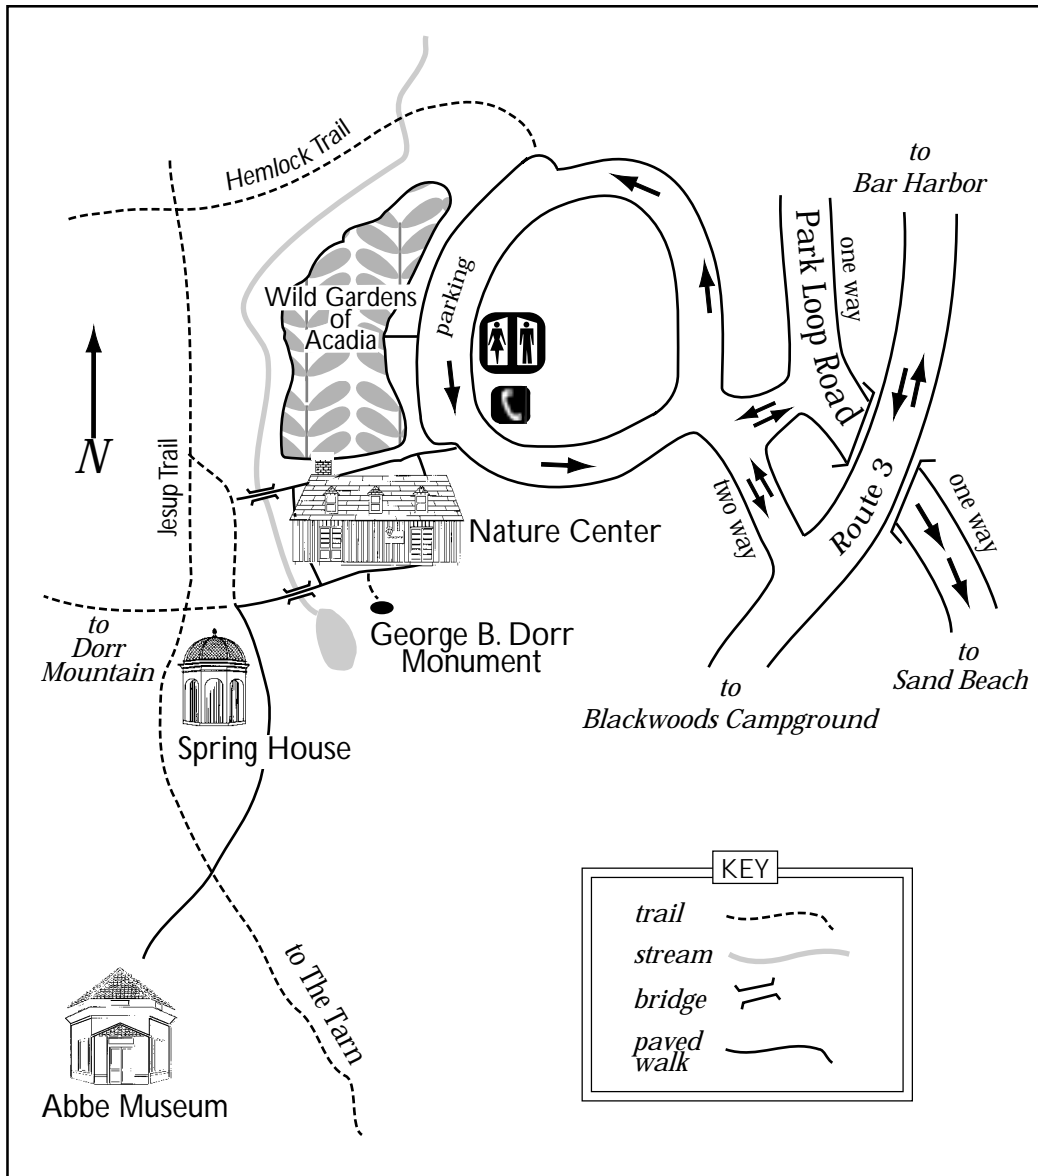 Hemlock Trail
to
Bar Harbor
Park Loop Road
one way
parking
Wild Gardens
of
Acadia
N
Jesup Trail
Route 3
two way
one way
Nature Center
to
Dorr
Mountain
George B. Dorr
Monument
to
Sand Beach
to
Blackwoods Campground
Spring House
to The Tarn
Abbe Museum
KEY
trail
stream
bridge
paved
walk